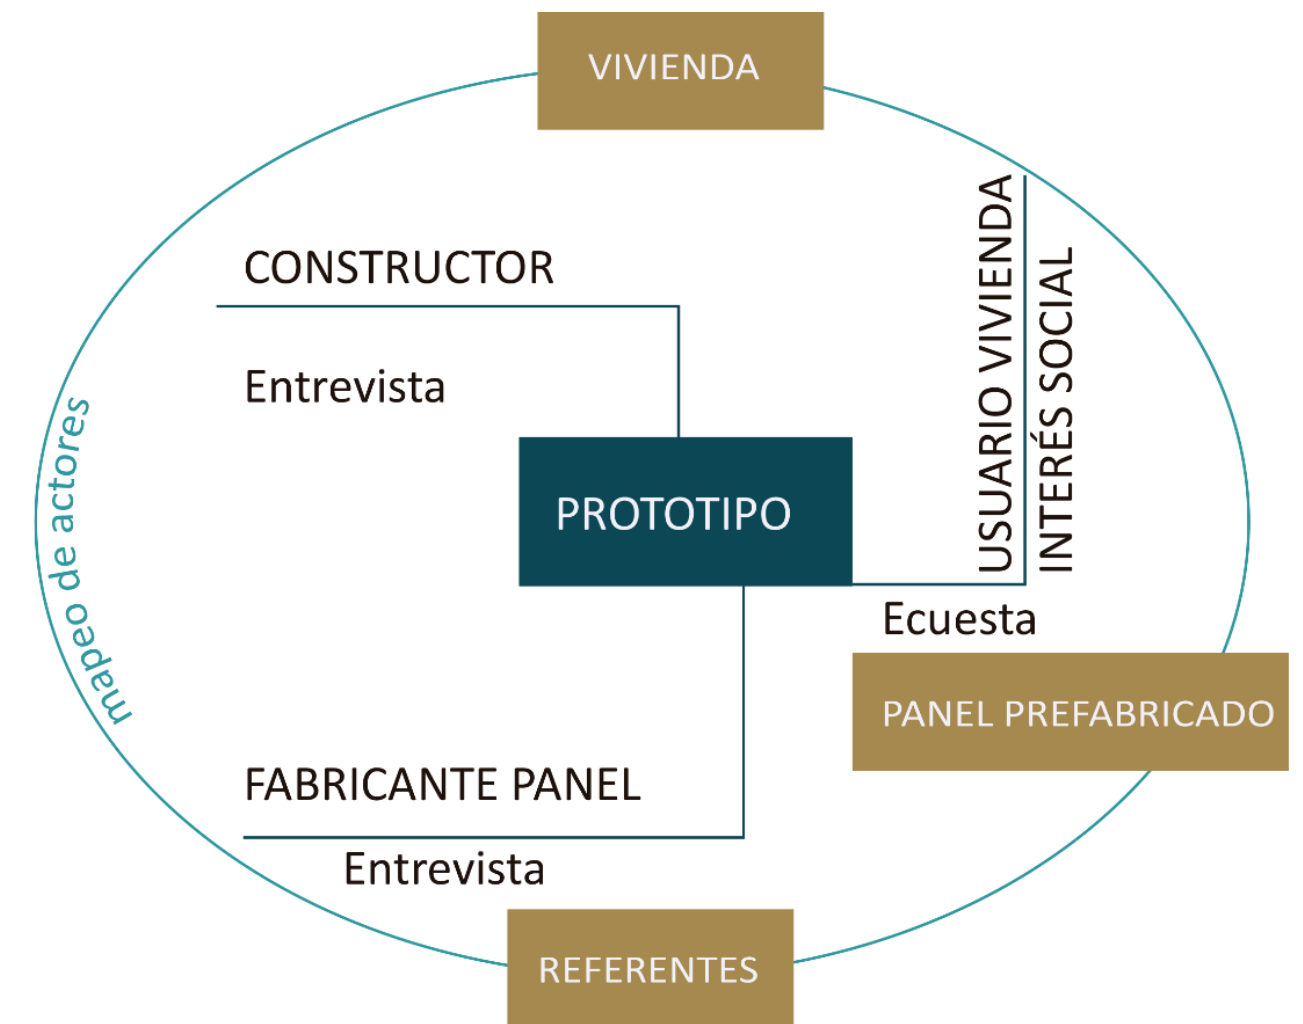 VIVIENDA
CONSTRUCTOR
Entrevista
mapeo de actores
PROTOTIPO
USUARIO VIVIENDA
INTERÉS SOCIAL
Ecuesta
PANEL PREFABRICADO
FABRICANTE PANEL
Entrevista
REFERENTES